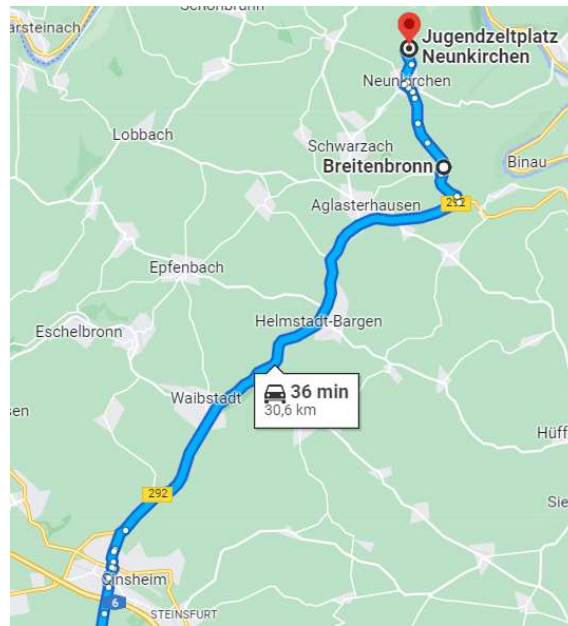 Schönbrunn
arsteinach
Jugendzeltplatz
Neunkirchen
Neunkirchen
Lobbach
Schwarzach
Breitenbronn
Binau
Aglasterhausen
292
Epfenbach
Helmstadt-Bargen
Eschelbronn
36 min
30,6 km
Waibstadt
sen
Hüff
292
Sie
Sinsheim
6
STEINSFURT